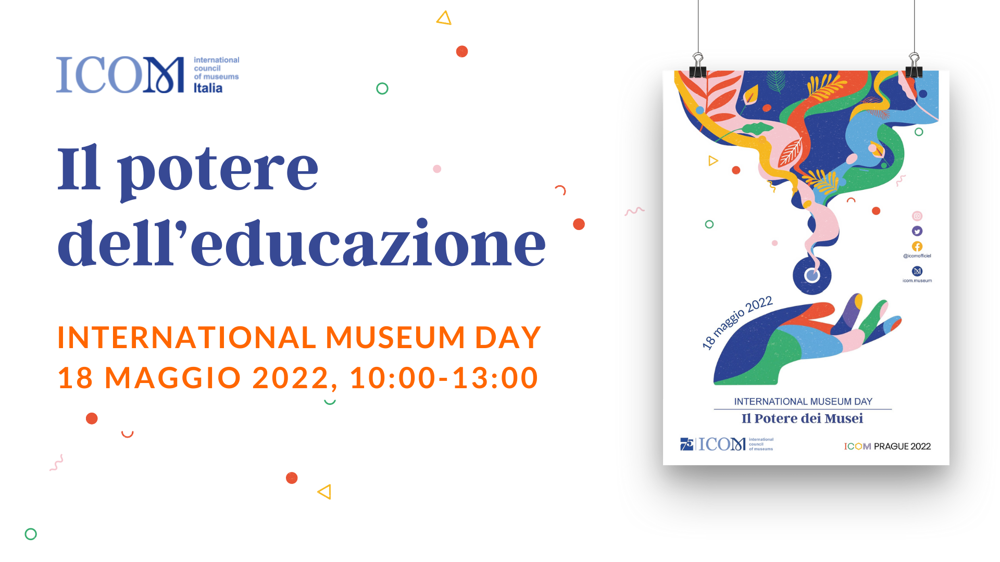 ICOM
international
council
of museums
Italia
Il potere
dell’educazione
INTERNATIONAL MUSEUM DAY
18 MAGGIO 2022, 10:00-13:00
@icomofficiel
icom.museum
18 maggio 2022
INTERNATIONAL MUSEUM DAY
Il Potere dei Musei
75 ICOM
international
council
of museums
ICOM PRAGUE 2022